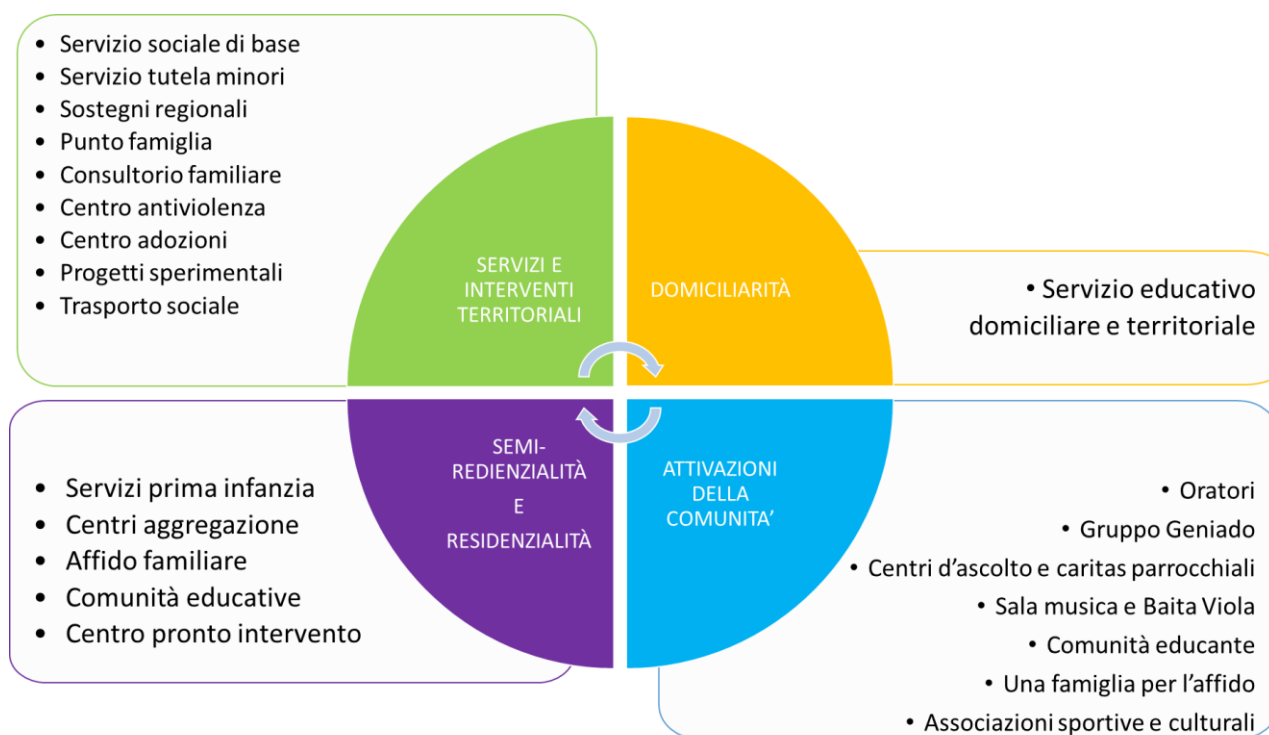 • Servizio sociale di base
• Servizio tutela minori
• Sostegni regionali
• Punto famiglia
• Consultorio familiare
• Centro antiviolenza
• Centro adozioni
• Progetti sperimentali
• Trasporto sociale
SERVIZI E
INTERVENTI
TERRITORIALI
DOMICILIARITÀ
• Servizio educativo
domiciliare e territoriale
• Servizi prima infanzia
• Centri aggregazione
• Affido familiare
• Comunità educative
• Centro pronto intervento
SEMI-
REDIENZIALITÀ
E
RESIDENZIALITÀ
ATTIVAZIONI
DELLA
COMUNITA’
• Oratori
• Gruppo Geniado
• Centri d’ascolto e caritas parrocchiali
• Sala musica e Baita Viola
• Comunità educante
• Una famiglia per l’affido
• Associazioni sportive e culturali